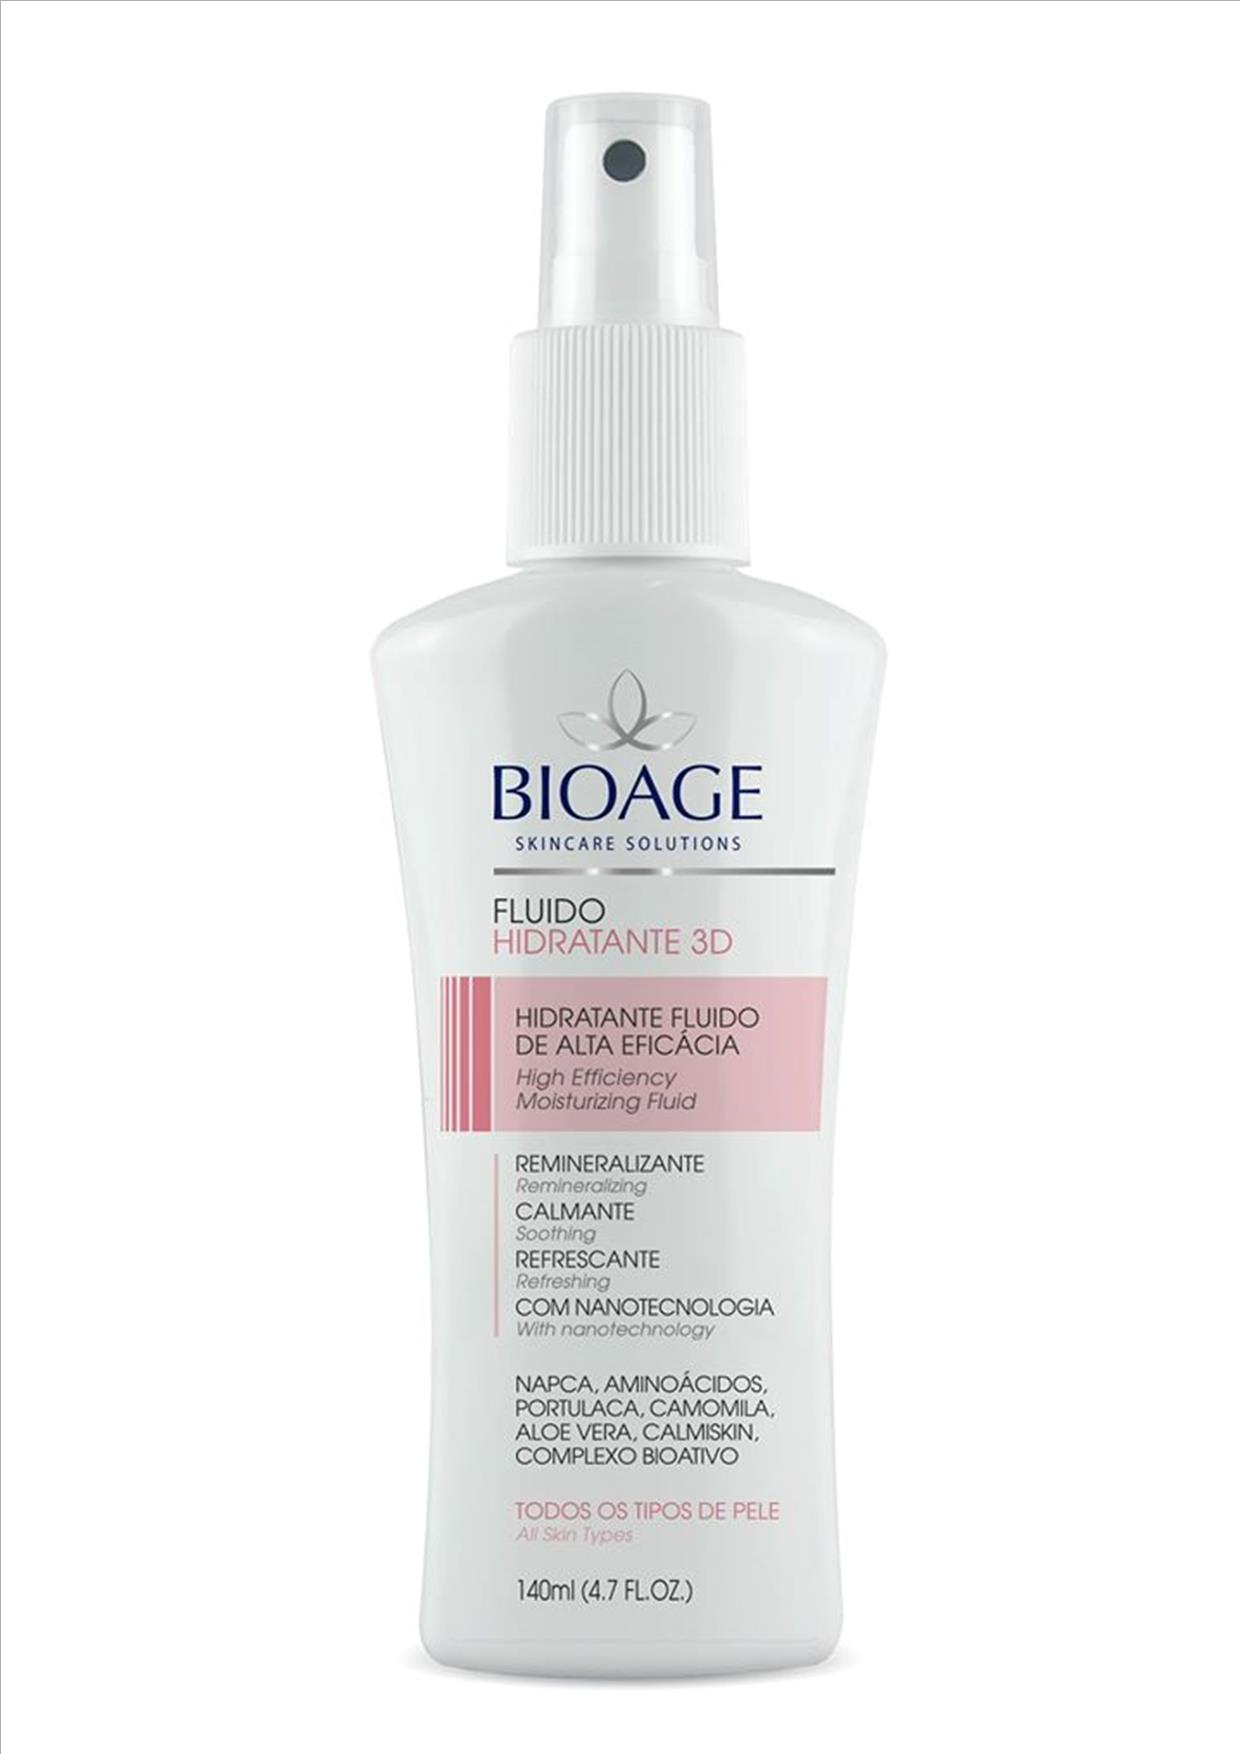 BIOAGE
SKINCARE SOLUTIONS
FLUIDO
HIDRATANTE 3D
HIDRATANTE FLUIDO
DE ALTA EFICÁCIA
High Efficiency
Moisturizing Fluid
REMINERALIZANTE
Remineralizing
CALMANTE
Soothing
REFRESCANTE
Refreshing
COM NANOTECNOLOGIA
With nanotechnology
NAPCA, AMINOÁCIDOS,
PORTULACA, CAMOMILA,
ALOE VERA, CALMISKIN,
COMPLEXO BIOATIVO
TODOS OS TIPOS DE PELE
All Skin Types
140ml (4.7 FL.OZ.)